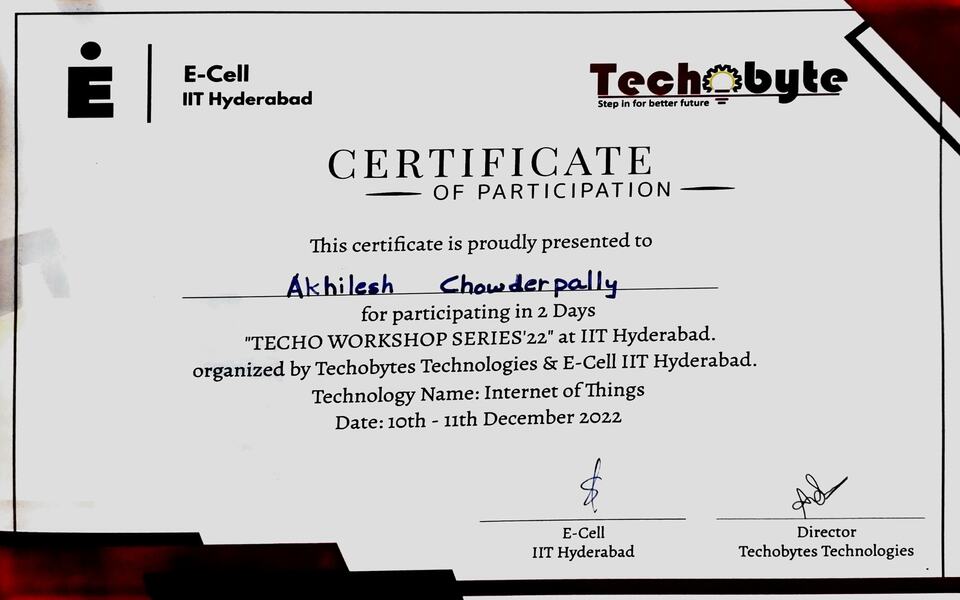 E-Cell
IIT Hyderabad
Techobyte
Step in for better future
CERTIFICATE
OF PARTICIPATION
This certificate is proudly presented to
Akhilesh Chowderpally
for participating in 2 Days
"TECHO WORKSHOP SERIES'22" at IIT Hyderabad.
organized by Techobytes Technologies & E-Cell IIT Hyderabad.
Technology Name: Internet of Things
Date: 10th - 11th December 2022
E-Cell
IIT Hyderabad
Director
Techobytes Technologies